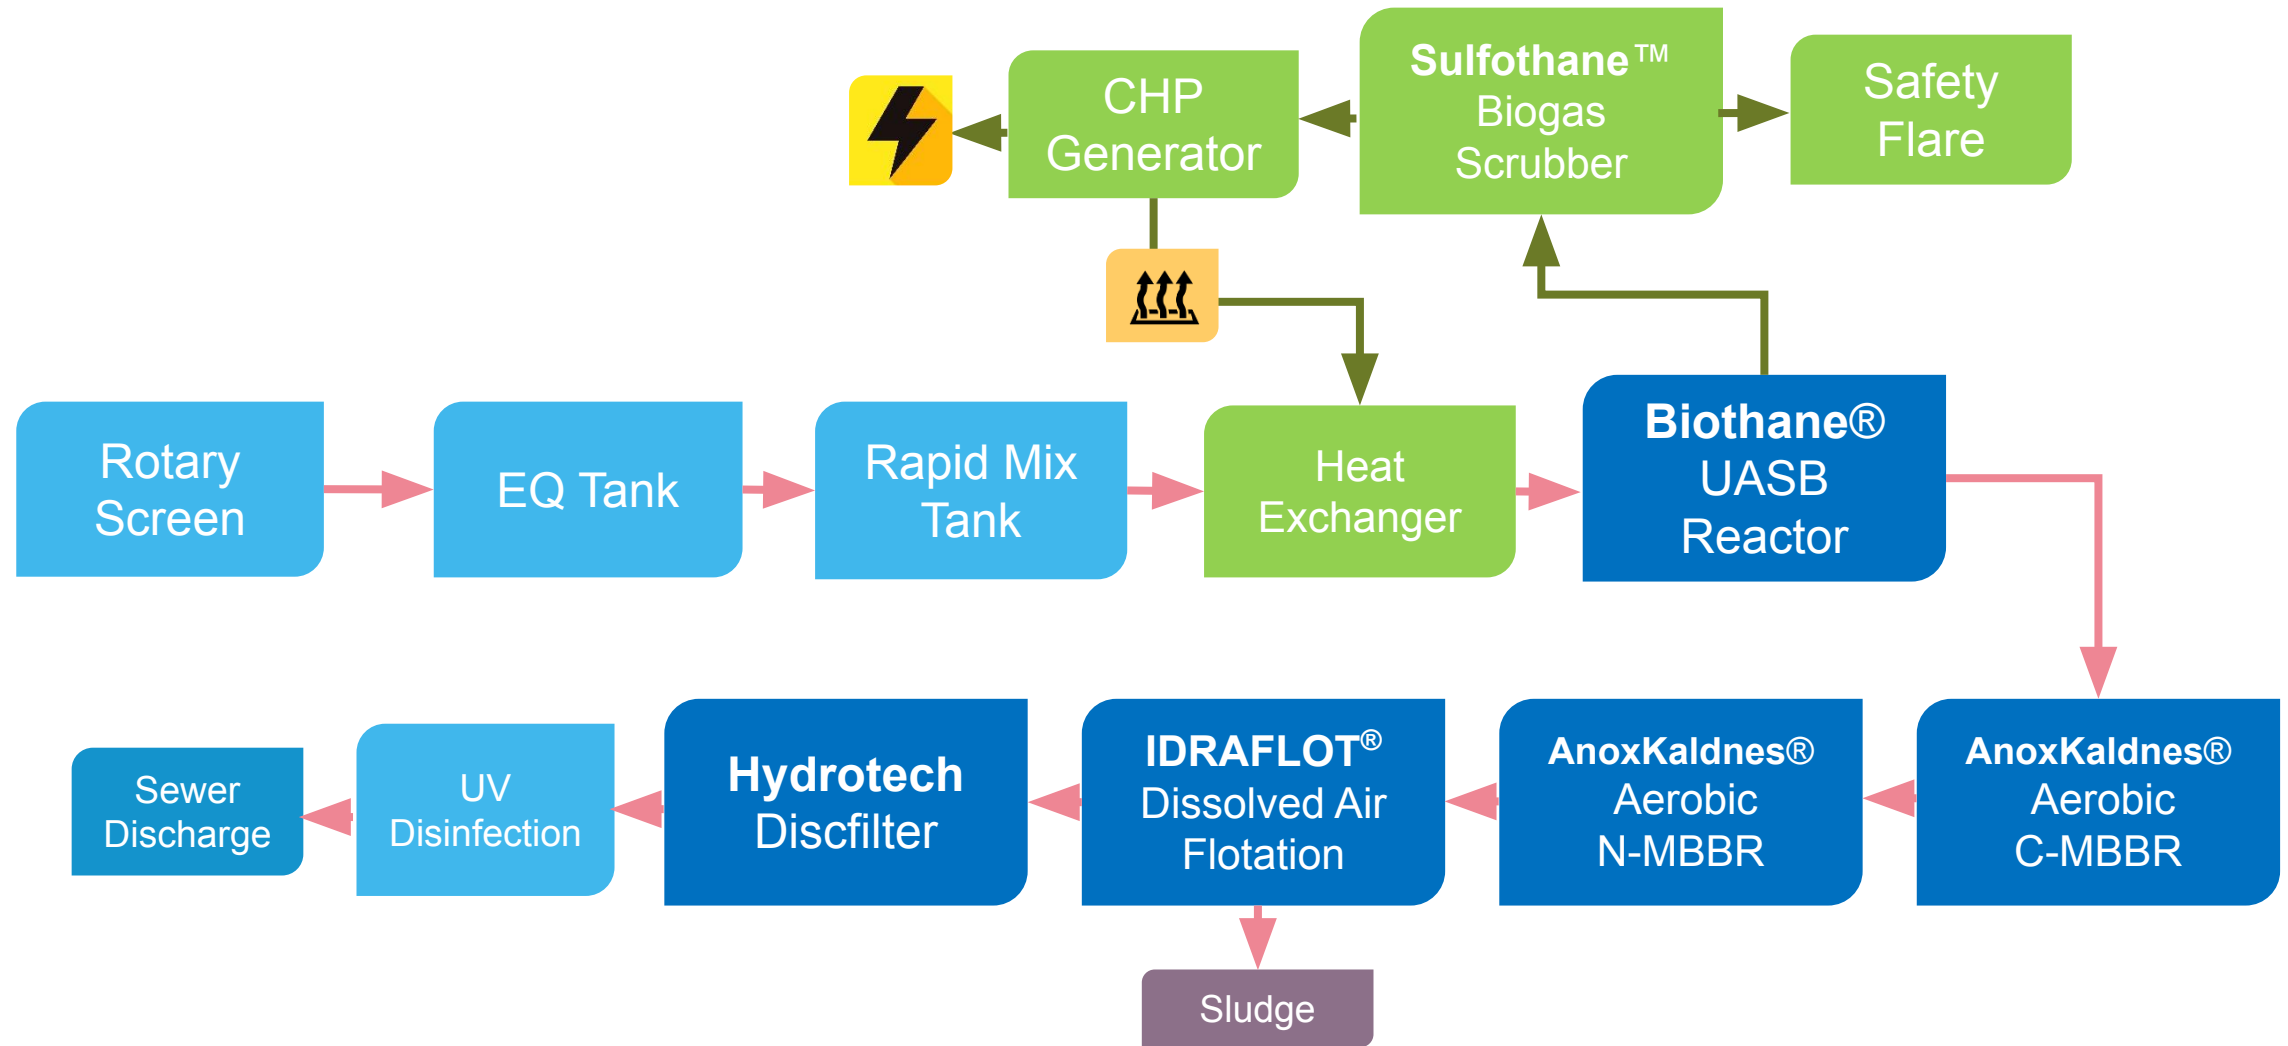 CHP
Generator
Sulfothane™
Biogas
Scrubber
Safety
Flare
Rotary
Screen
EQ Tank
Rapid Mix
Tank
Heat
Exchanger
Biothane®
UASB
Reactor
Sewer
Discharge
UV
Disinfection
Hydrotech
Discfilter
IDRAFLOT®
Dissolved Air
Flotation
AnoxKaldnes®
Aerobic
N-MBBR
AnoxKaldnes®
Aerobic
C-MBBR
Sludge